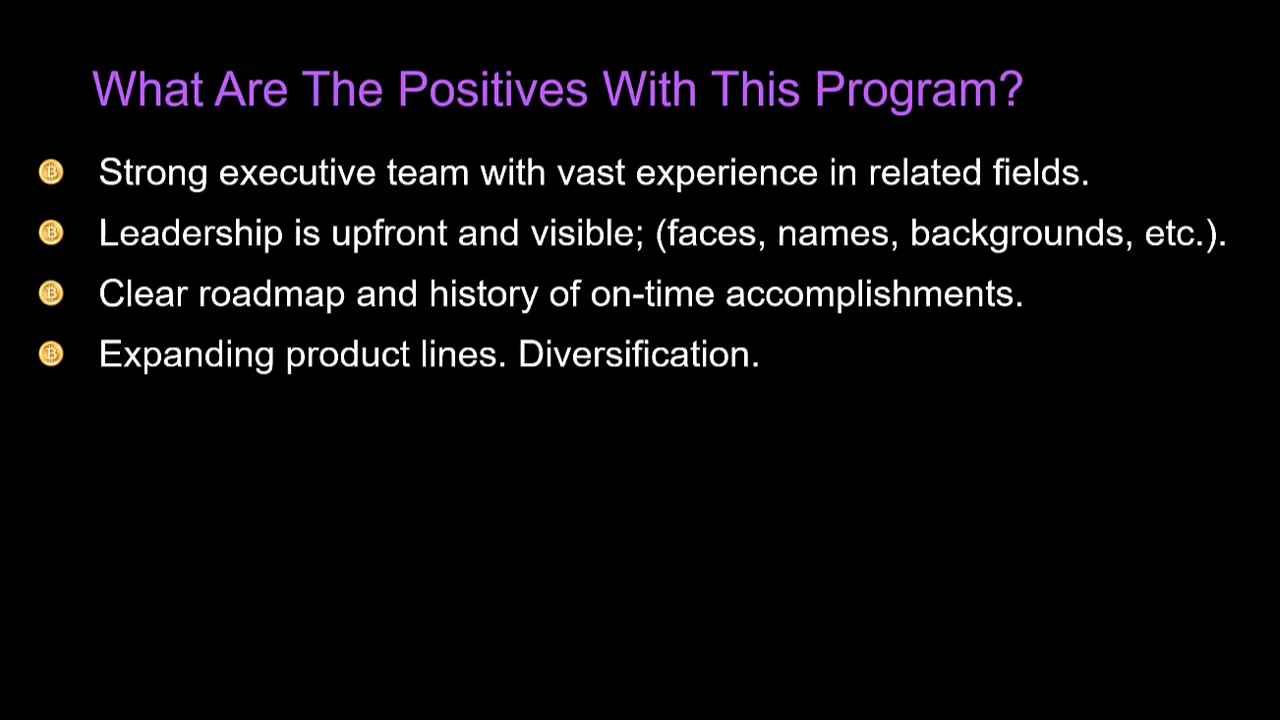 What Are The Positives With This Program?
Strong executive team with vast experience in related fields.
Leadership is upfront and visible; (faces, names, backgrounds, etc.).
Clear roadmap and history of on-time accomplishments.
Expanding product lines. Diversification.